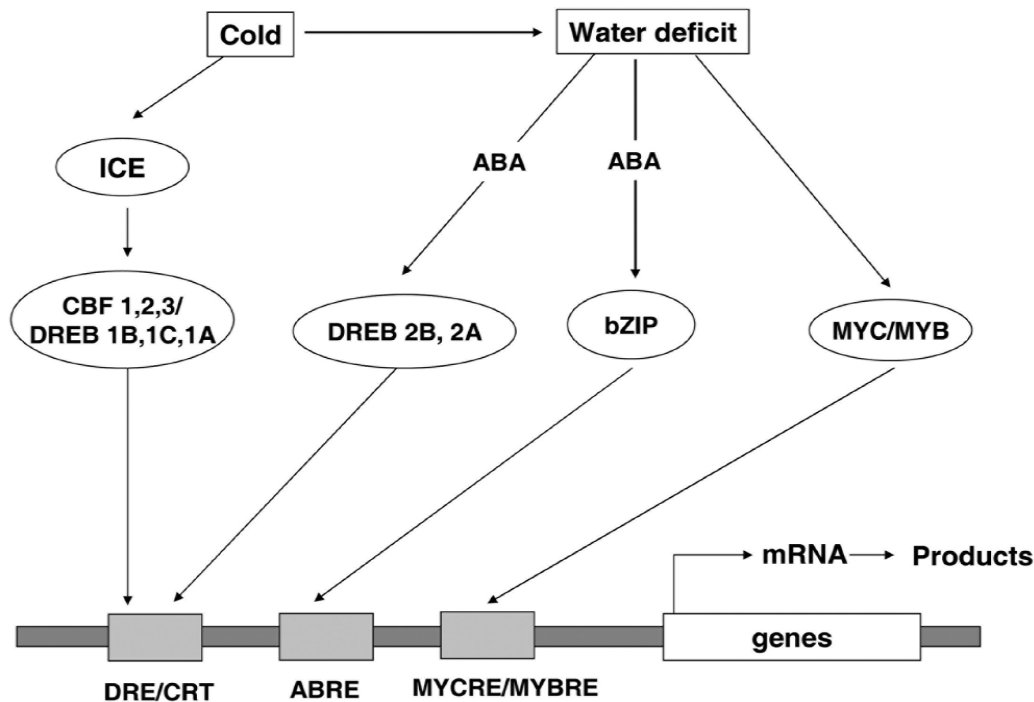 Cold
Water deficit
ABA
ABA
ICE
CBF 1,2,3/
DREB 1B,1C,1A
DREB 2B, 2A
bZIP
MYC/MYB
mRNA
Products
genes
DRE/CRT
ABRE
MYCRE/MYBRE